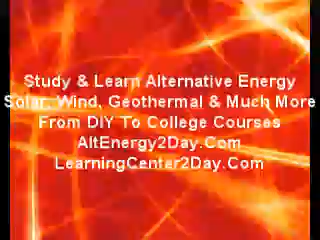 Study & Learn Alternative Energy
Solar, Wind, Geothermal & Much More
From DIY To College Courses
AltEnergy2Day.Com
LearningCenter2Day.Com